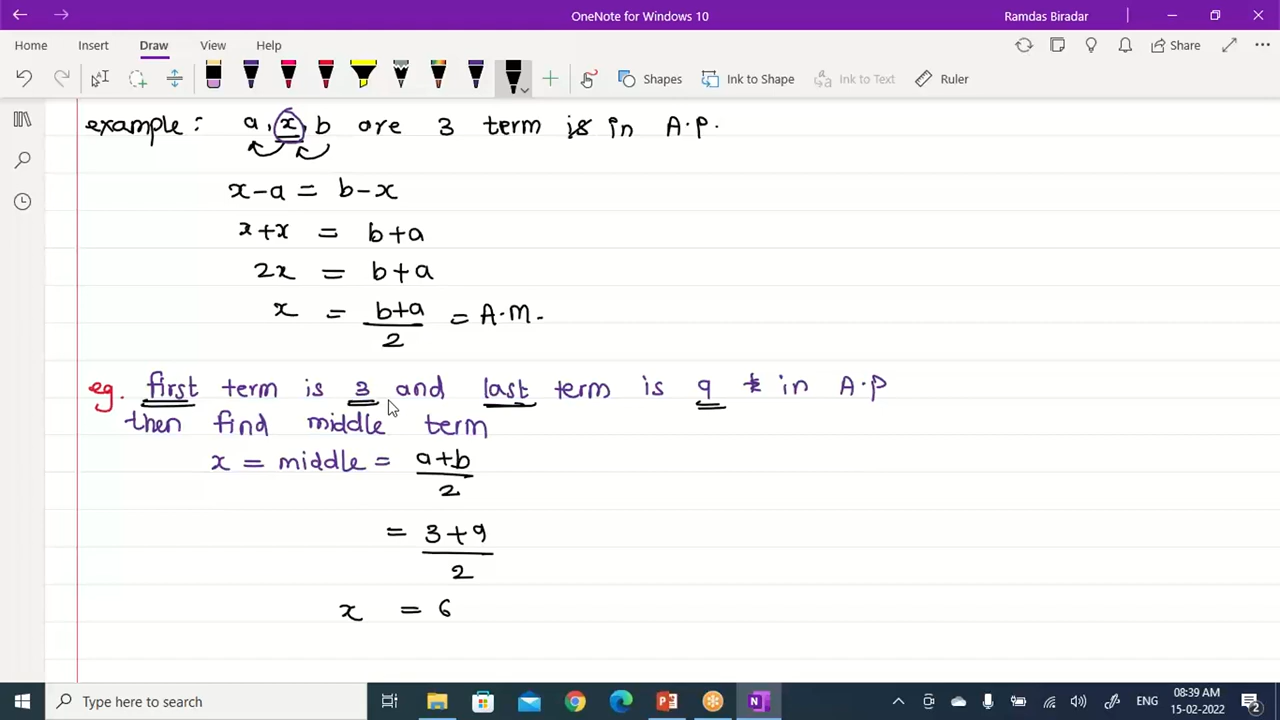 OneNote for Windows 10
Ramdas Biradar
Home Insert Draw View Help
Share
Shapes Ink to Shape Ink to Text Ruler
example : a, x, b are 3 term is in A.P.
x-a = b-x
x+x = b+a
2x = b+a
x = b+a/2 = A.M.
eg. first term is 3 and last term is 9 in A.P
then find middle term
x = middle = a+b/2
= 3+9/2
x = 6
Type here to search
ENG
08:39 AM
15-02-2022
2